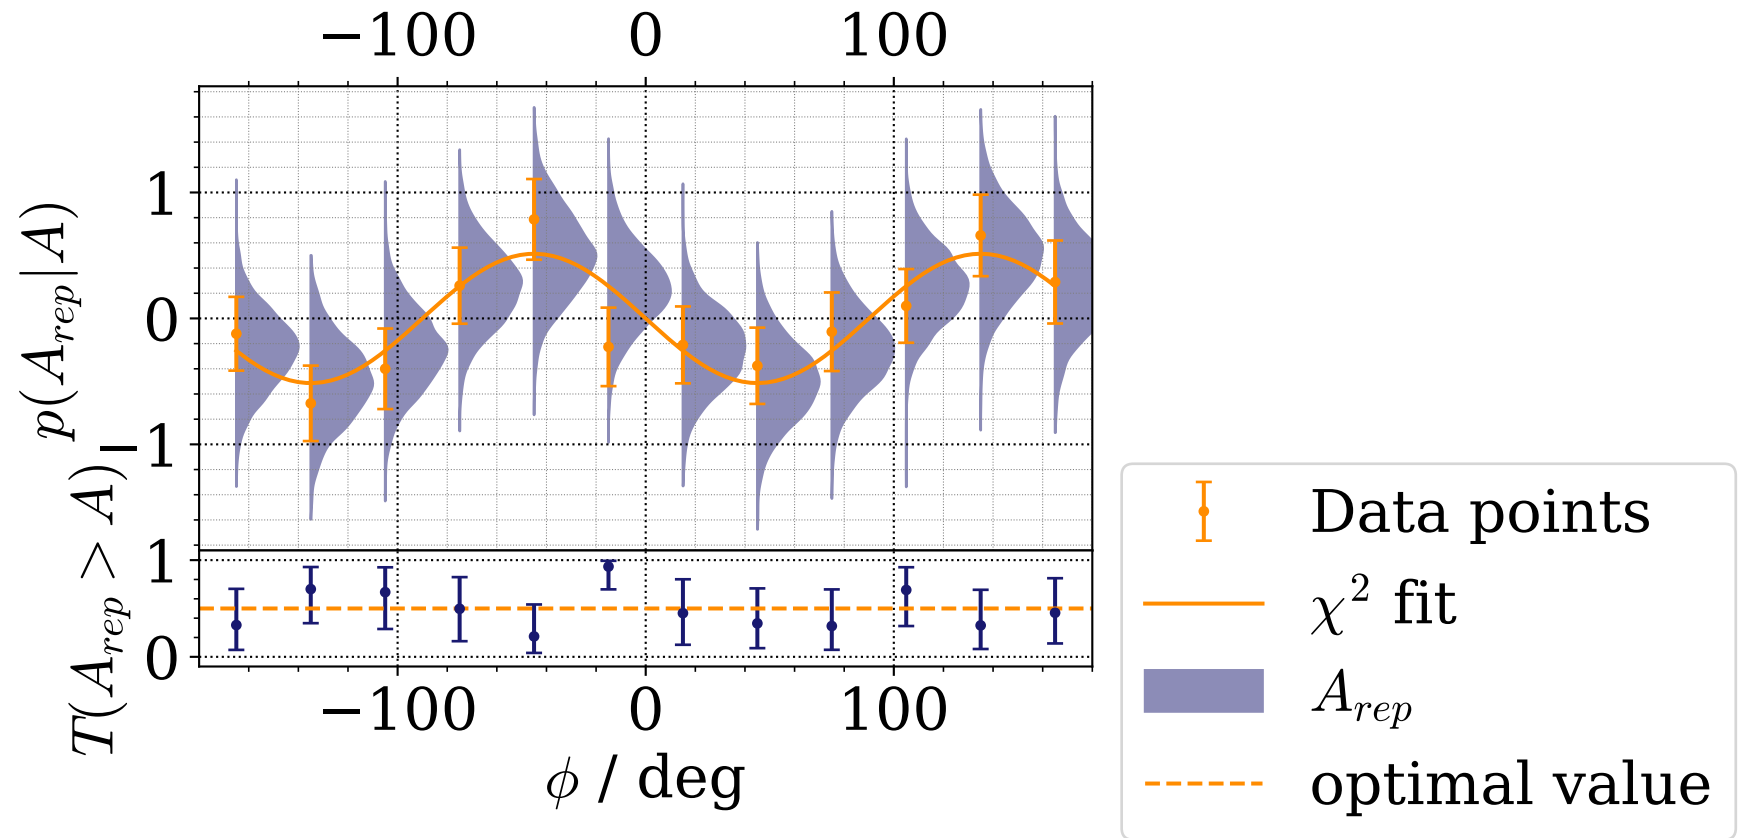 −100 0 100
p(A_rep|A)
1
0
−1
T(A_rep > A)
1
0
−100 0 100
ϕ / deg
Data points
χ² fit
A_rep
optimal value